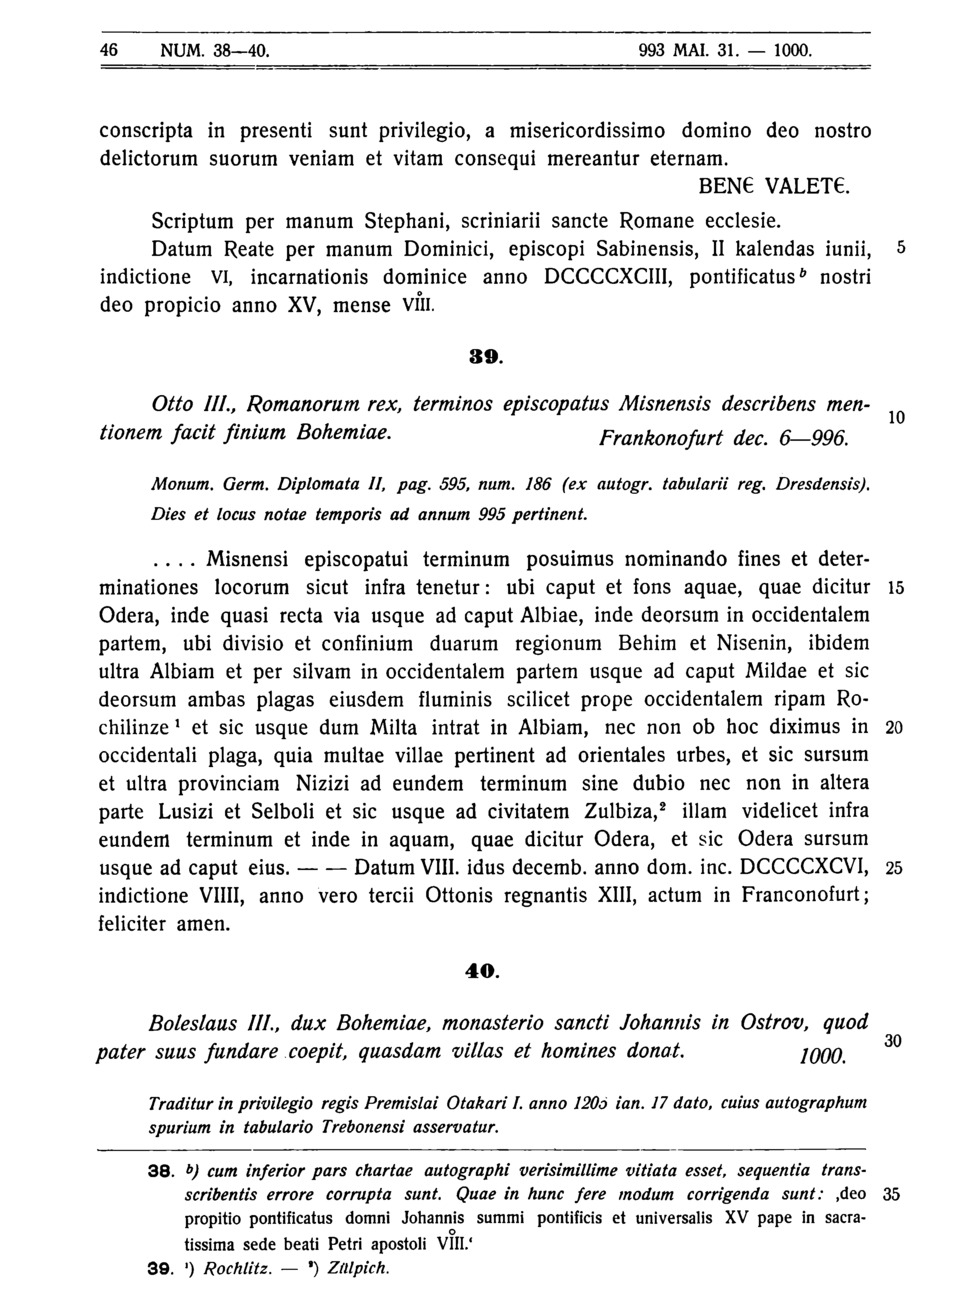 46 NUM. 38—40. 993 MAI. 31. — 1000.
conscripta in presenti sunt privilegio, a misericordissimo domino deo nostro
delictorum suorum veniam et vitam consequi mereantur eternam.
BEN€ VALET€.
Scriptum per manum Stephani, scriniarii sancte Romane ecclesie.
Datum Reate per manum Dominici, episcopi Sabinensis, II kalendas iunii, 5
indictione VI, incarnationis dominice anno DCCCCXCIII, pontificatus ᵇ nostri
deo propicio anno XV, mense VIII̊.
39.
Otto III., Romanorum rex, terminos episcopatus Misnensis describens men- 10
tionem facit finium Bohemiae. Frankonofurt dec. 6—996.
Monum. Germ. Diplomata II, pag. 595, num. 186 (ex autogr. tabularii reg. Dresdensis).
Dies et locus notae temporis ad annum 995 pertinent.
.... Misnensi episcopatui terminum posuimus nominando fines et deter-
minationes locorum sicut infra tenetur: ubi caput et fons aquae, quae dicitur 15
Odera, inde quasi recta via usque ad caput Albiae, inde deorsum in occidentalem
partem, ubi divisio et confinium duarum regionum Behim et Nisenin, ibidem
ultra Albiam et per silvam in occidentalem partem usque ad caput Mildae et sic
deorsum ambas plagas eiusdem fluminis scilicet prope occidentalem ripam Ro-
chilinze ¹ et sic usque dum Milta intrat in Albiam, nec non ob hoc diximus in 20
occidentali plaga, quia multae villae pertinent ad orientales urbes, et sic sursum
et ultra provinciam Nizizi ad eundem terminum sine dubio nec non in altera
parte Lusizi et Selboli et sic usque ad civitatem Zulbiza,² illam videlicet infra
eundem terminum et inde in aquam, quae dicitur Odera, et sic Odera sursum
usque ad caput eius. — — Datum VIII. idus decemb. anno dom. inc. DCCCCXCVI, 25
indictione VIIII, anno vero tercii Ottonis regnantis XIII, actum in Franconofurt;
feliciter amen.
40.
Boleslaus III., dux Bohemiae, monasterio sancti Johannis in Ostrov, quod
pater suus fundare coepit, quasdam villas et homines donat. 1000. 30
Traditur in privilegio regis Premislai Otakari I. anno 1205 ian. 17 dato, cuius autographum
spurium in tabulario Trebonensi asservatur.
38. b) cum inferior pars chartae autographi verisimillime vitiata esset, sequentia trans-
scribentis errore corrupta sunt. Quae in hunc fere modum corrigenda sunt: ‚deo 35
propitio pontificatus domni Johannis summi pontificis et universalis XV pape in sacra-
tissima sede beati Petri apostoli VIII̊.‘
39. ¹) Rochlitz. — ²) Zülpich.